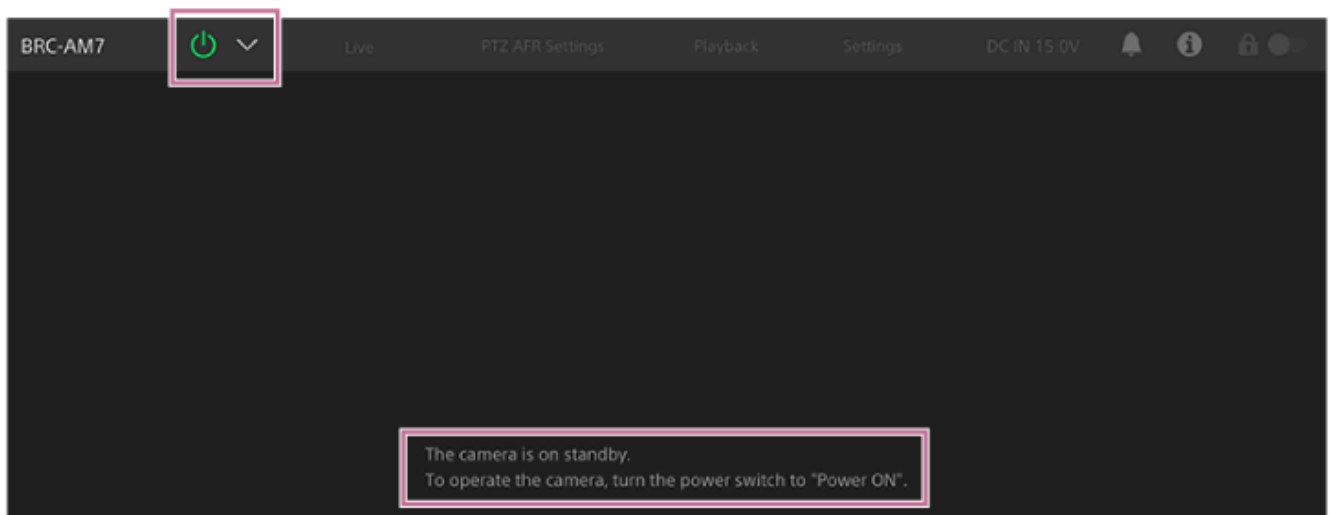 BRC-AM7 Live PTZ AFR Settings Playback Settings DC IN 15.0V
The camera is on standby.
To operate the camera, turn the power switch to "Power ON".